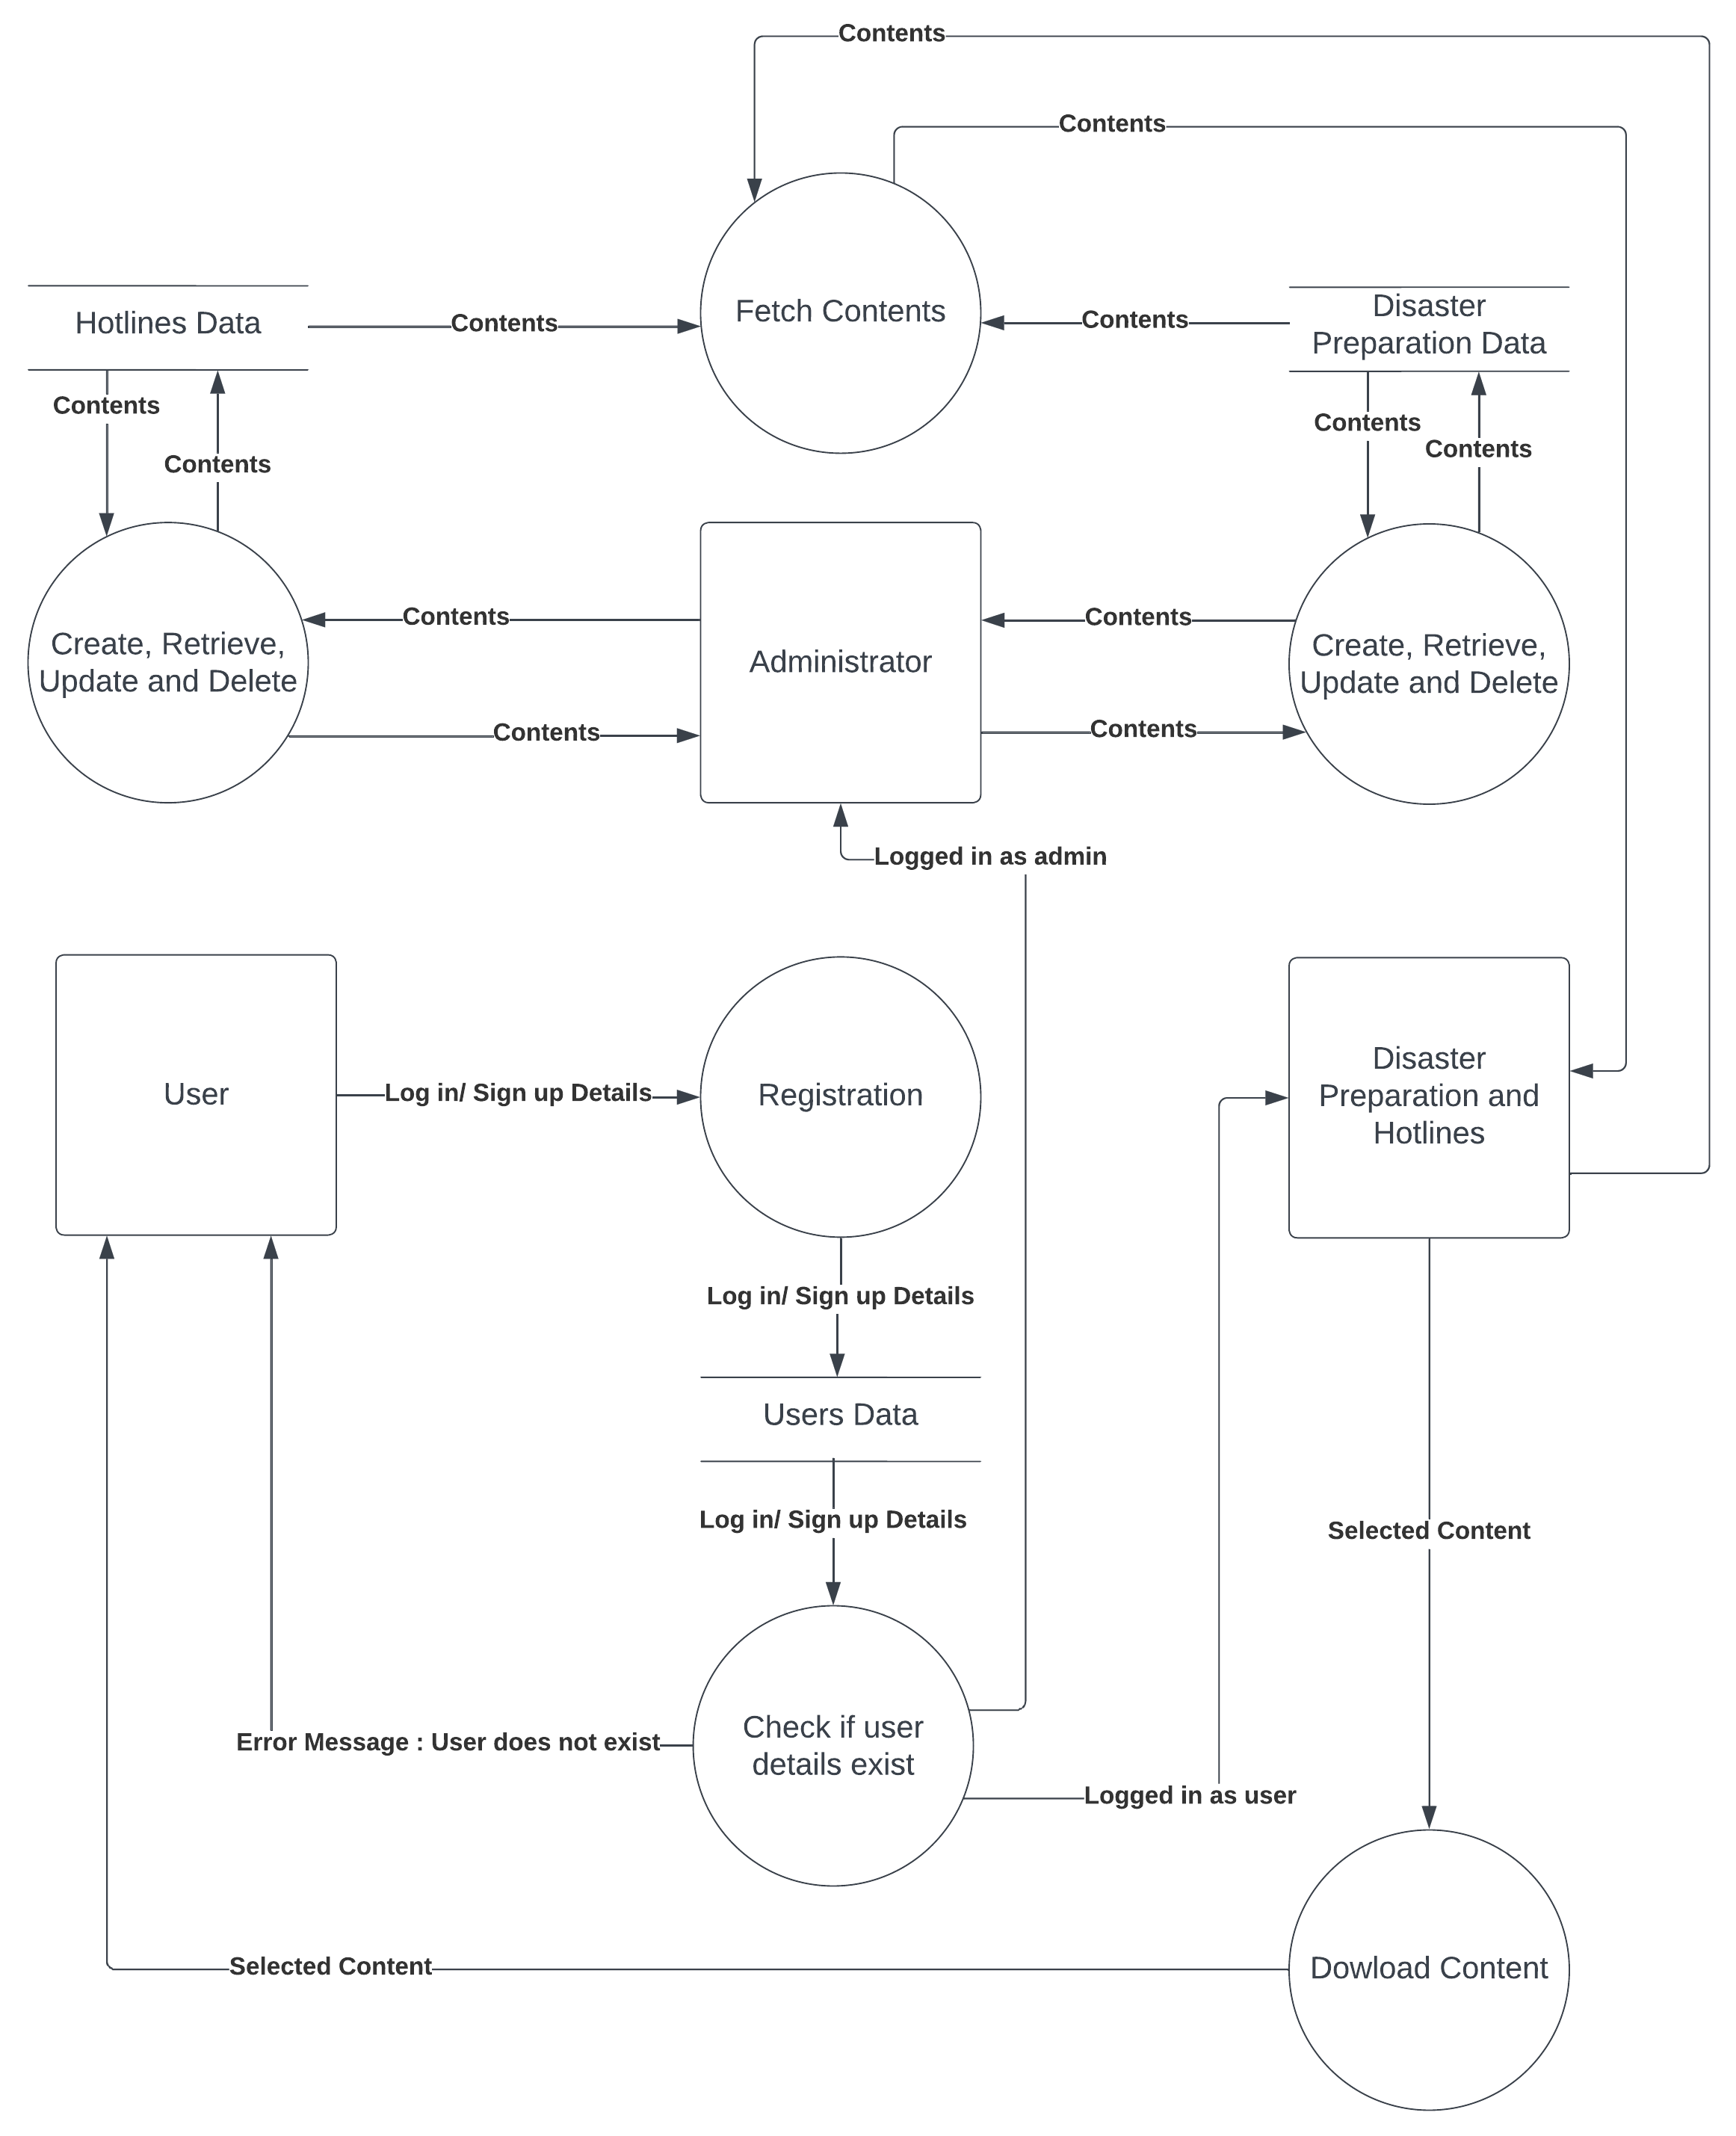 Contents
Contents
Fetch Contents
Hotlines Data
Contents
Contents
Disaster
Preparation Data
Contents
Contents
Contents
Contents
Create, Retrieve,
Update and Delete
Contents
Contents
Administrator
Contents
Contents
Create, Retrieve,
Update and Delete
Logged in as admin
User
Log in/ Sign up Details
Registration
Disaster
Preparation and
Hotlines
Log in/ Sign up Details
Users Data
Log in/ Sign up Details
Selected Content
Error Message : User does not exist
Check if user
details exist
Logged in as user
Selected Content
Dowload Content